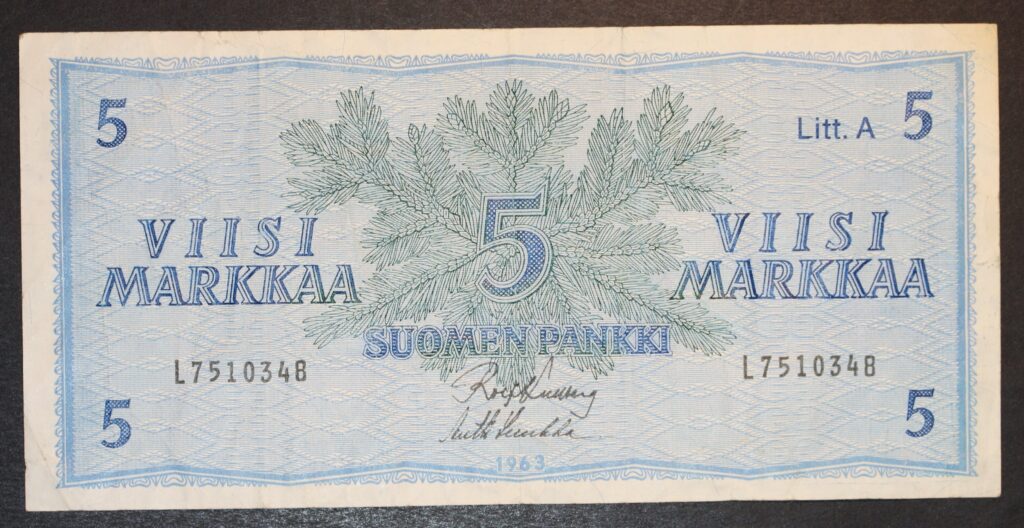 5
Litt. A 5
VIISI
MARKKAA
5
VIISI
MARKKAA
SUOMEN PANKKI
L7510348
L7510348
5
5
1963